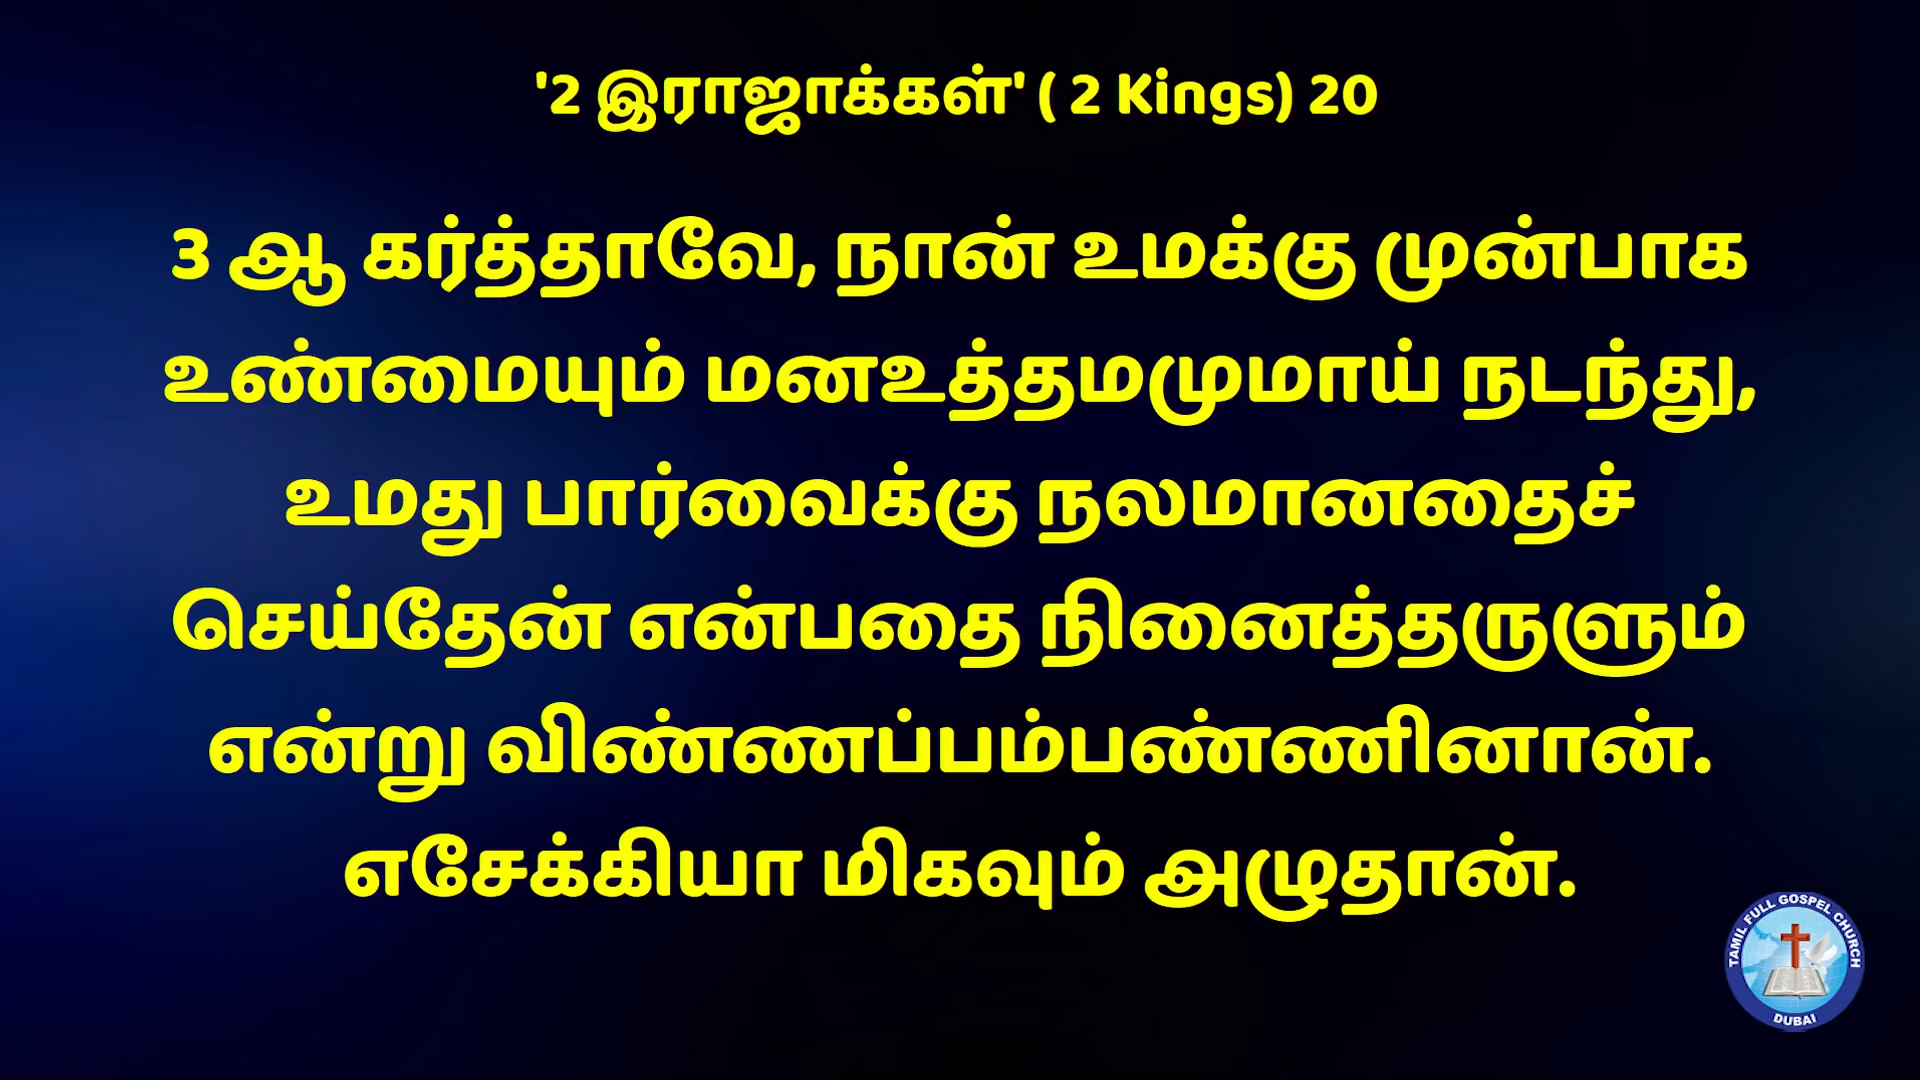 '2 இராஜாக்கள்' ( 2 Kings) 20
3 ஆ கர்த்தாவே, நான் உமக்கு முன்பாக
உண்மையும் மனஉத்தமமுமாய் நடந்து,
உமது பார்வைக்கு நலமானதைச்
செய்தேன் என்பதை நினைத்தருளும்
என்று விண்ணப்பம்பண்ணினான்.
எசேக்கியா மிகவும் அழுதான்.
TAMIL FULL GOSPEL CHURCH
DUBAI